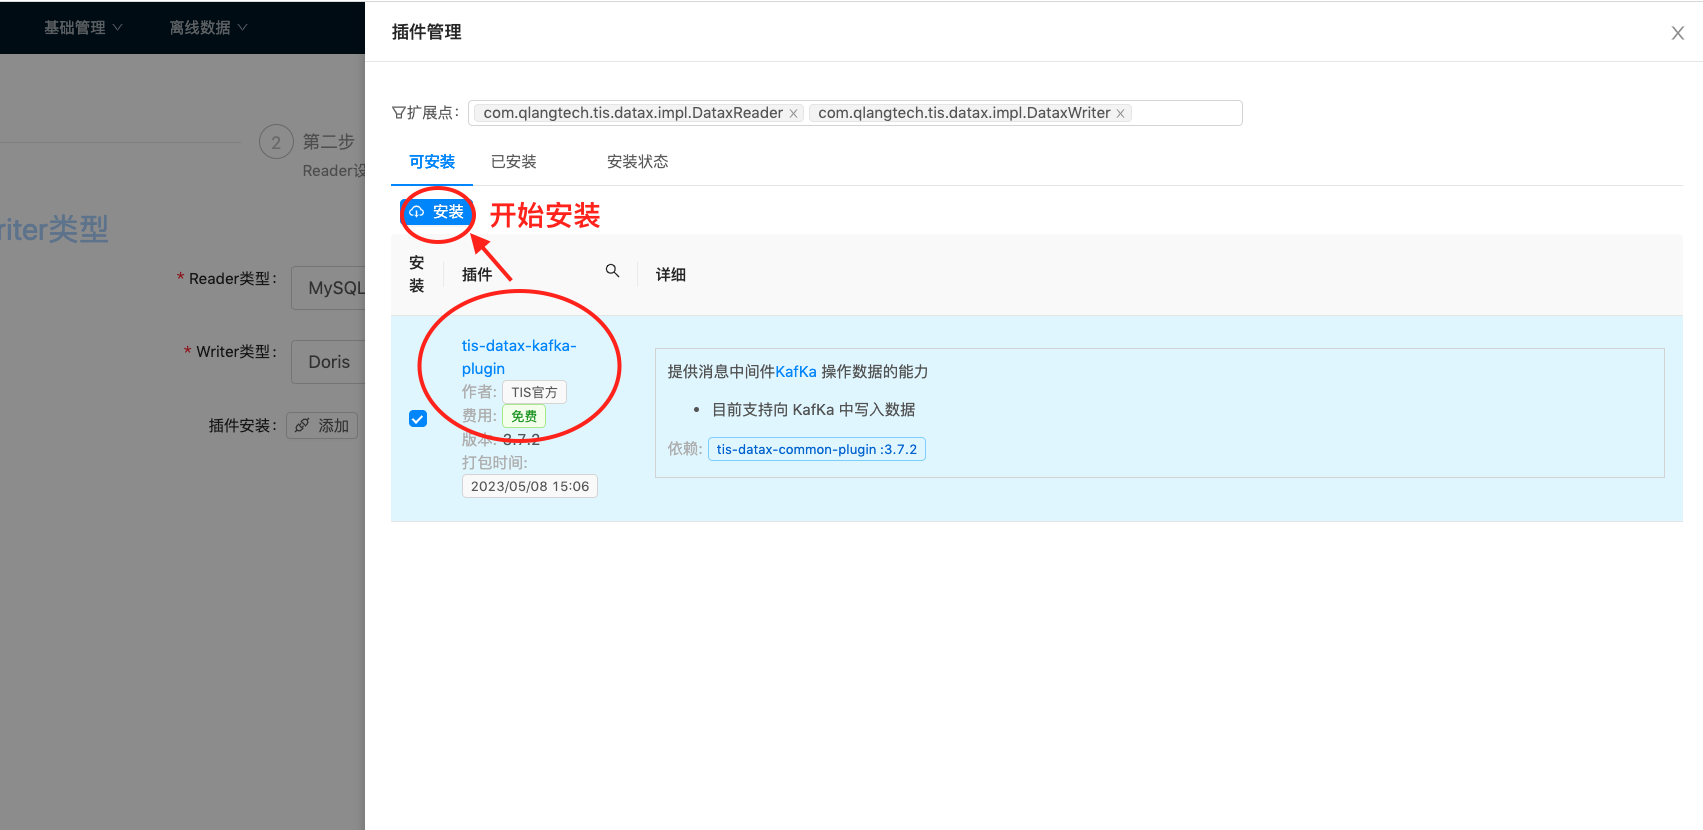 基础管理 离线数据
插件管理
扩展点: com.qlangtech.tis.datax.impl.DataxReader com.qlangtech.tis.datax.impl.DataxWriter
2 第二步
Reader设
可安装 已安装 安装状态
安装 开始安装
riter类型
安装 插件 详细
* Reader类型: MySQL
* Writer类型: Doris
插件安装: 添加
tis-datax-kafka-
plugin
作者: TIS官方
费用: 免费
版本: 3.7.2
打包时间:
2023/05/08 15:06
提供消息中间件KafKa 操作数据的能力
• 目前支持向 KafKa 中写入数据
依赖: tis-datax-common-plugin :3.7.2